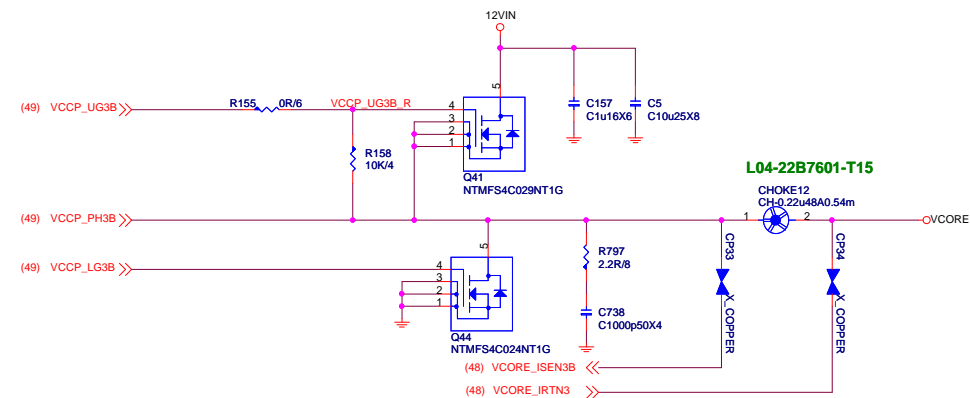 12VIN
5
(49) VCCP_UG3B
R155 0R/6
VCCP_UG3B_R
4
3
2
1
C157
C1u16X6
C5
C10u25X8
R158
10K/4
Q41
NTMFS4C029NT1G
L04-22B7601-T15
CHOKE12
CH-0.22u48A0.54m
(49) VCCP_PH3B
1
2
VCORE
5
(49) VCCP_LG3B
4
3
2
1
R797
2.2R/8
CP33
X_COPPER
CP34
X_COPPER
C738
C1000p50X4
Q44
NTMFS4C024NT1G
(48) VCORE_ISEN3B
(48) VCORE_IRTN3